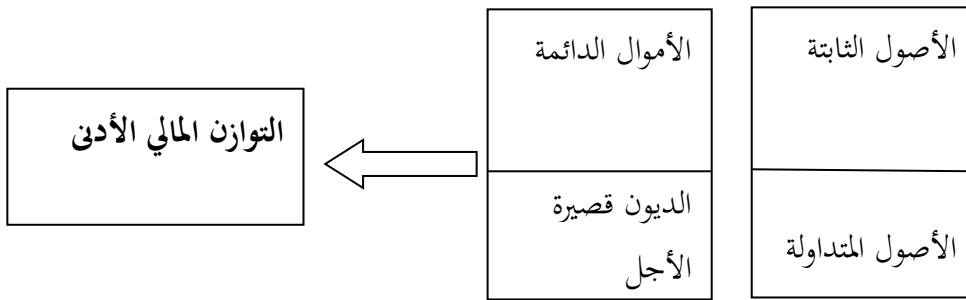 الأصول الثابتة
الأصول المتداولة
الأموال الدائمة
الديون قصيرة
الأجل
التوازن المالي الأدنى